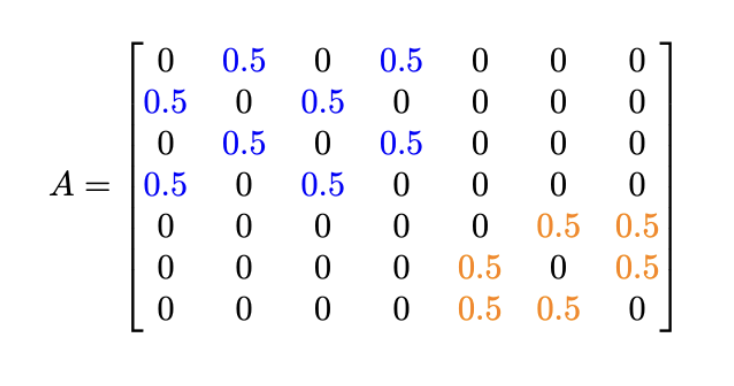 0 0.5 0 0.5 0 0 0
0.5 0 0.5 0 0 0 0
0 0.5 0 0.5 0 0 0
A = 0.5 0 0.5 0 0 0 0
0 0 0 0 0 0.5 0.5
0 0 0 0 0.5 0 0.5
0 0 0 0 0.5 0.5 0